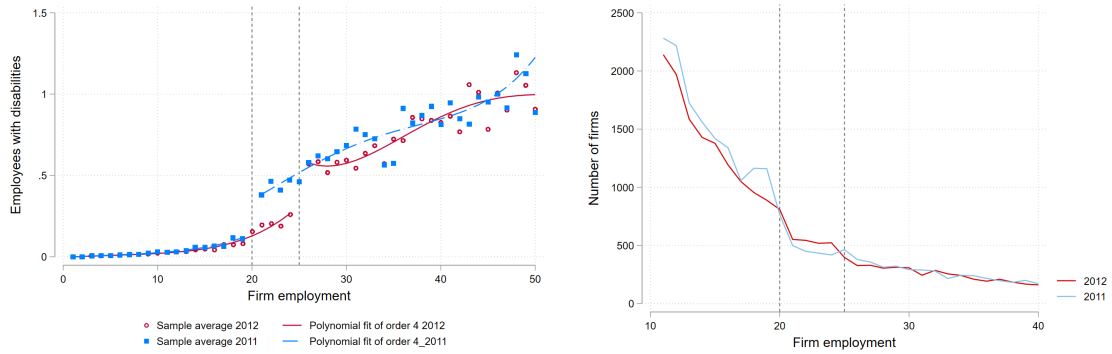 Employees with disabilities
1.5
1
.5
0
0 10 20 30 40 50
Firm employment
Sample average 2012 Polynomial fit of order 4 2012
Sample average 2011 Polynomial fit of order 4_2011
Number of firms
2500
2000
1500
1000
500
0
10 20 30 40
Firm employment
2012
2011